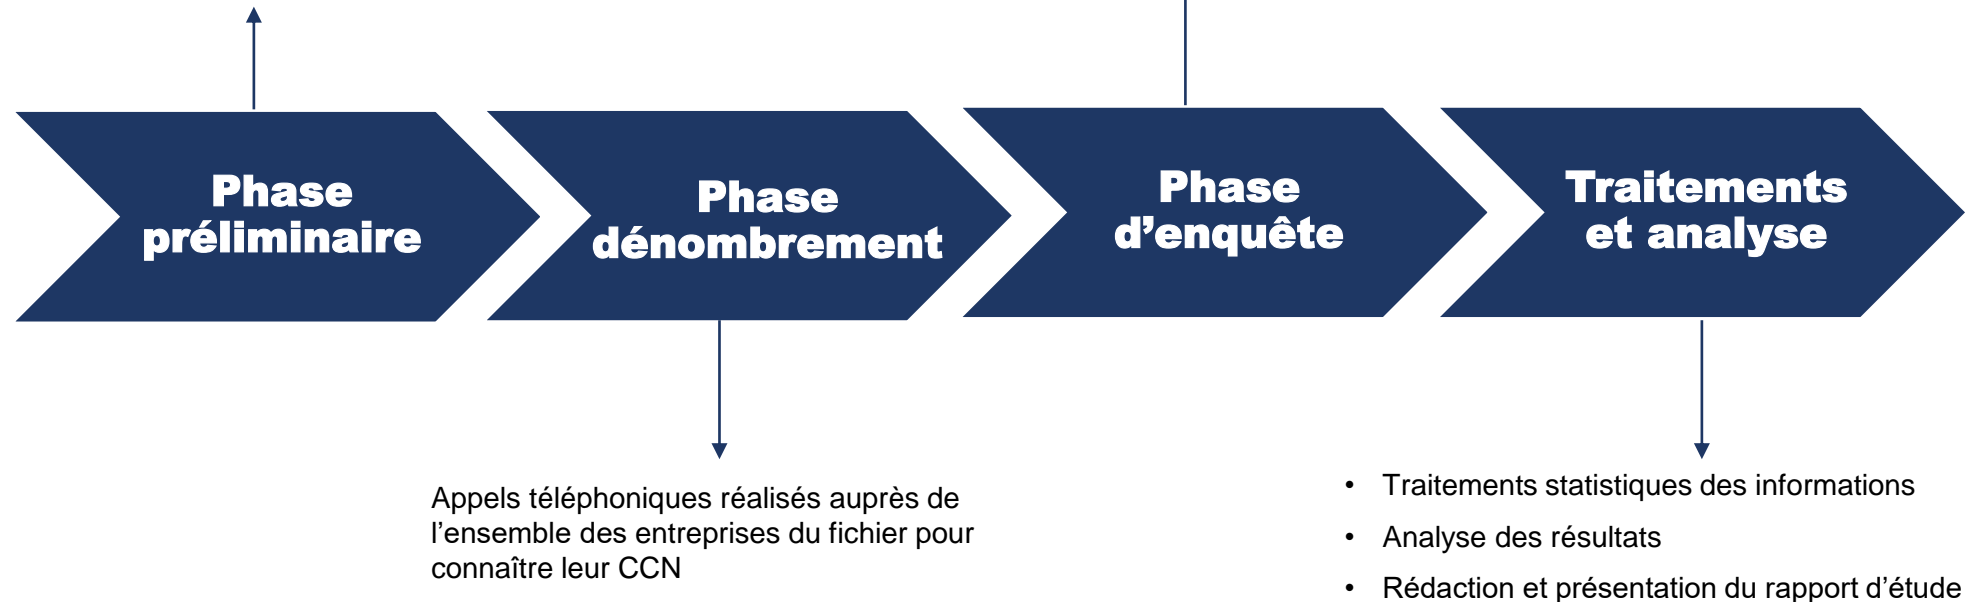 Phase
préliminaire
Phase
dénombrement
Phase
d’enquête
Traitements
et analyse
Appels téléphoniques réalisés auprès de
l’ensemble des entreprises du fichier pour
connaître leur CCN
• Traitements statistiques des informations
• Analyse des résultats
• Rédaction et présentation du rapport d’étude